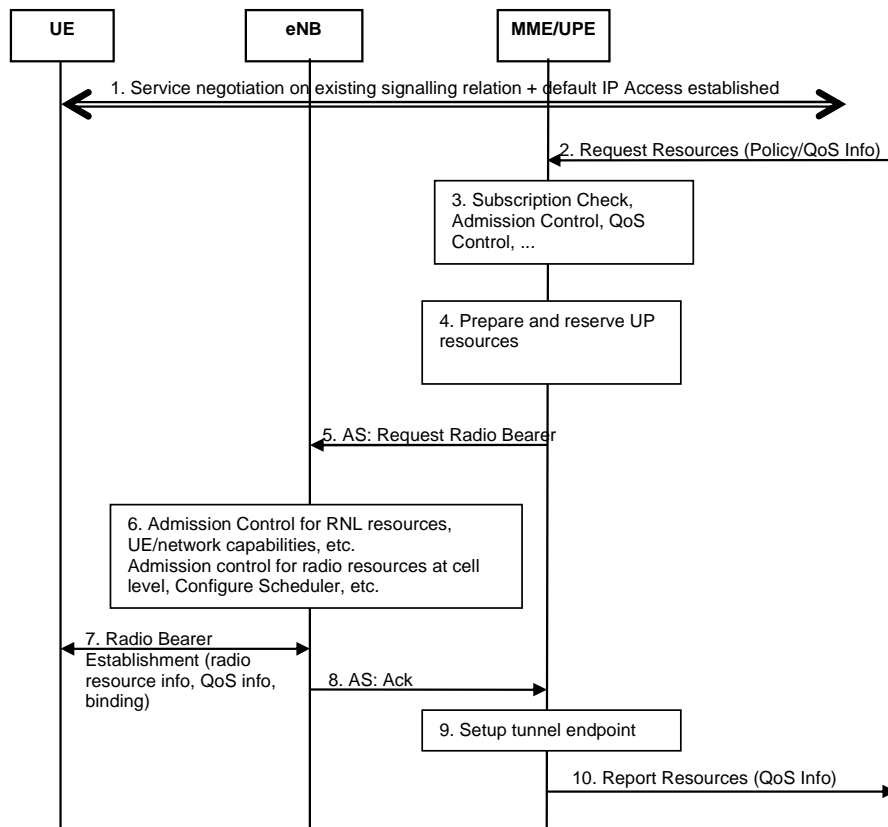 UE
eNB
MME/UPE
1. Service negotiation on existing signalling relation + default IP Access established
2. Request Resources (Policy/QoS Info)
3. Subscription Check,
Admission Control, QoS
Control, ...
4. Prepare and reserve UP
resources
5. AS: Request Radio Bearer
6. Admission Control for RNL resources,
UE/network capabilities, etc.
Admission control for radio resources at cell
level, Configure Scheduler, etc.
7. Radio Bearer
Establishment (radio
resource info, QoS info,
binding)
8. AS: Ack
9. Setup tunnel endpoint
10. Report Resources (QoS Info)